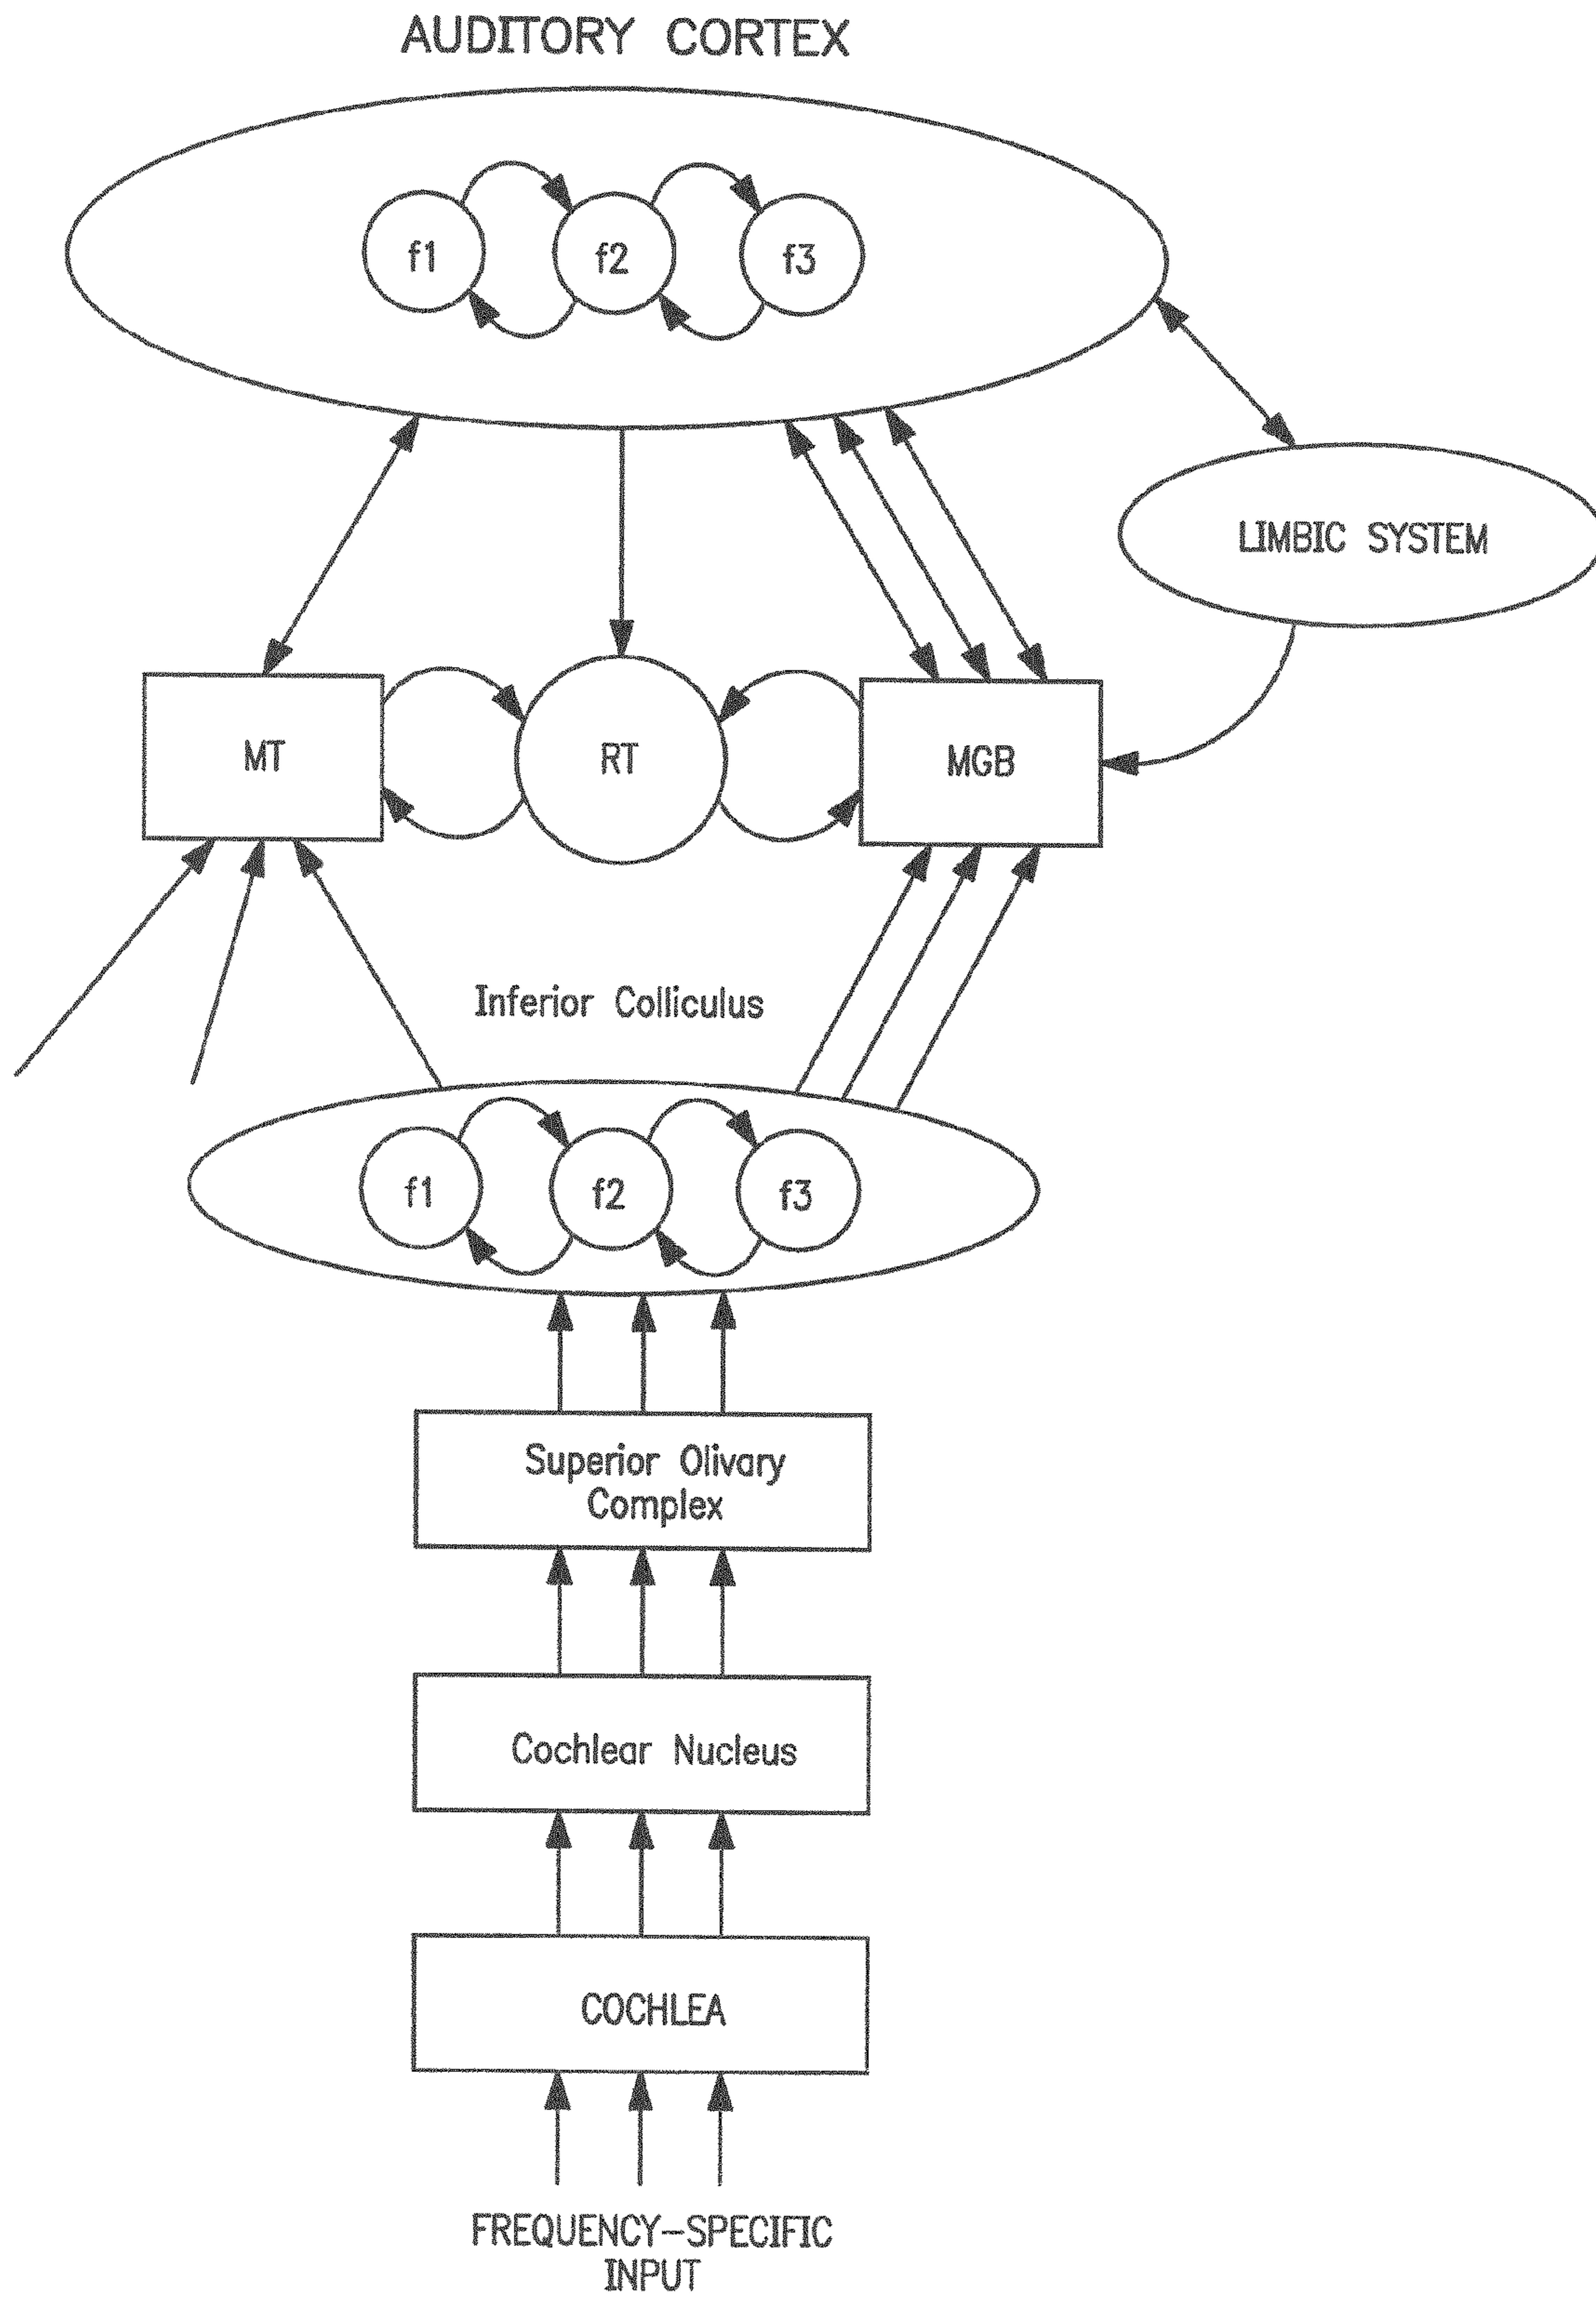 AUDITORY CORTEX
f1
f2
f3
LIMBIC SYSTEM
MT
RT
MGB
Inferior Colliculus
f1
f2
f3
Superior Olivary
Complex
Cochlear Nucleus
COCHLEA
FREQUENCY-SPECIFIC
INPUT